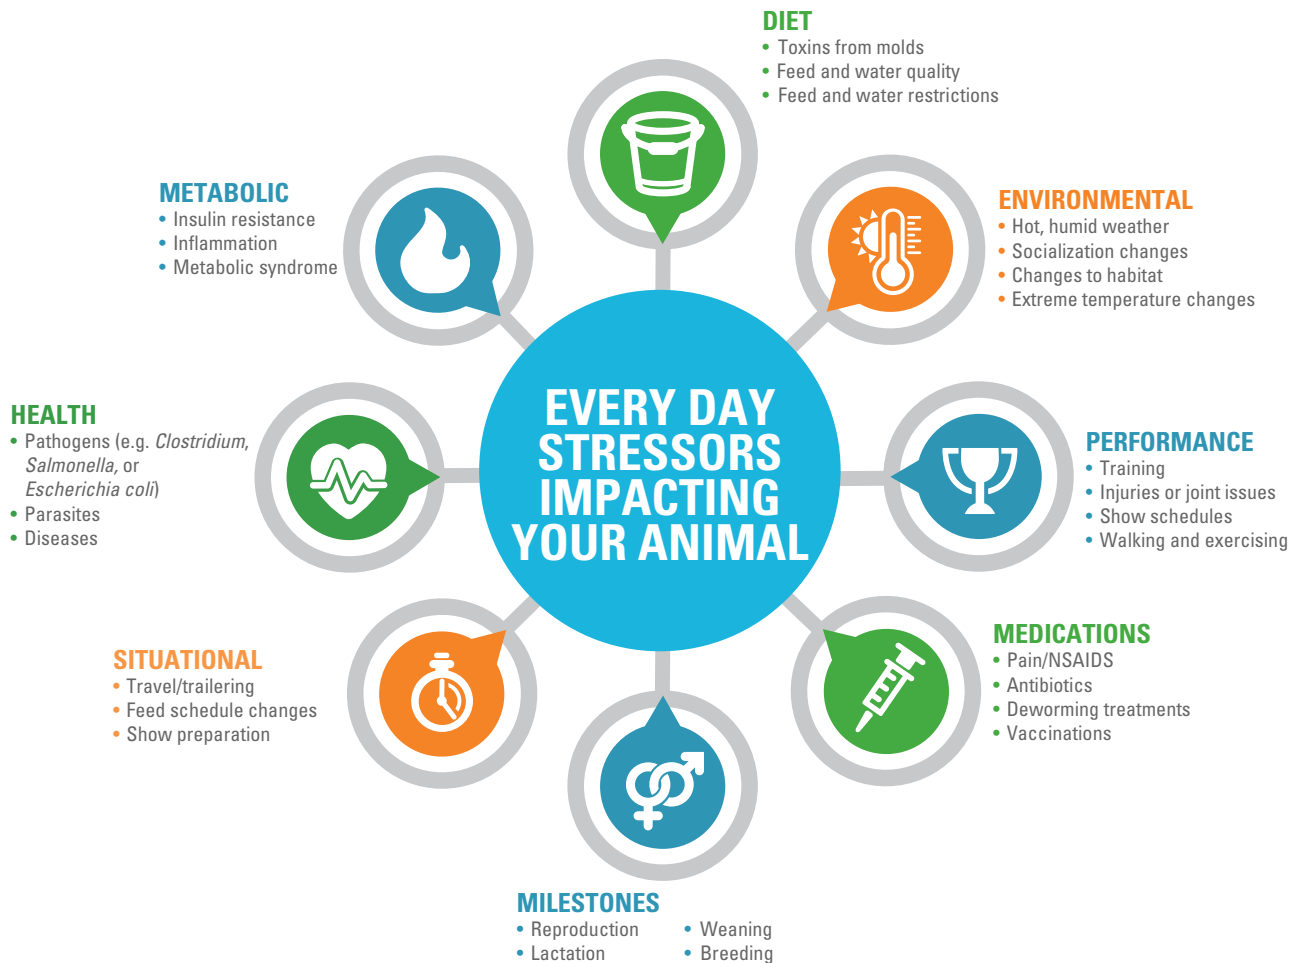 DIET
• Toxins from molds
• Feed and water quality
• Feed and water restrictions
METABOLIC
• Insulin resistance
• Inflammation
• Metabolic syndrome
ENVIRONMENTAL
• Hot, humid weather
• Socialization changes
• Changes to habitat
• Extreme temperature changes
EVERY DAY
STRESSORS
IMPACTING
YOUR ANIMAL
HEALTH
• Pathogens (e.g. Clostridium,
Salmonella, or
Escherichia coli)
• Parasites
• Diseases
PERFORMANCE
• Training
• Injuries or joint issues
• Show schedules
• Walking and exercising
SITUATIONAL
• Travel/trailering
• Feed schedule changes
• Show preparation
MEDICATIONS
• Pain/NSAIDS
• Antibiotics
• Deworming treatments
• Vaccinations
MILESTONES
• Reproduction
• Lactation
• Weaning
• Breeding